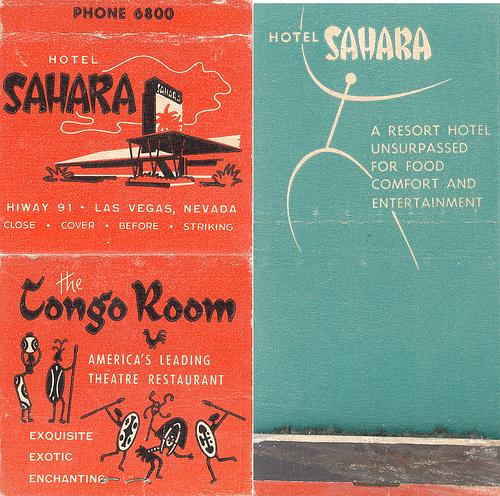 PHONE 6800
HOTEL
SAHARA
SAHARA
HIWAY 91 • LAS VEGAS, NEVADA
CLOSE • COVER • BEFORE • STRIKING
the
Congo Room
AMERICA'S LEADING
THEATRE RESTAURANT
EXQUISITE
EXOTIC
ENCHANTING
HOTEL SAHARA
A RESORT HOTEL
UNSURPASSED
FOR FOOD
COMFORT AND
ENTERTAINMENT